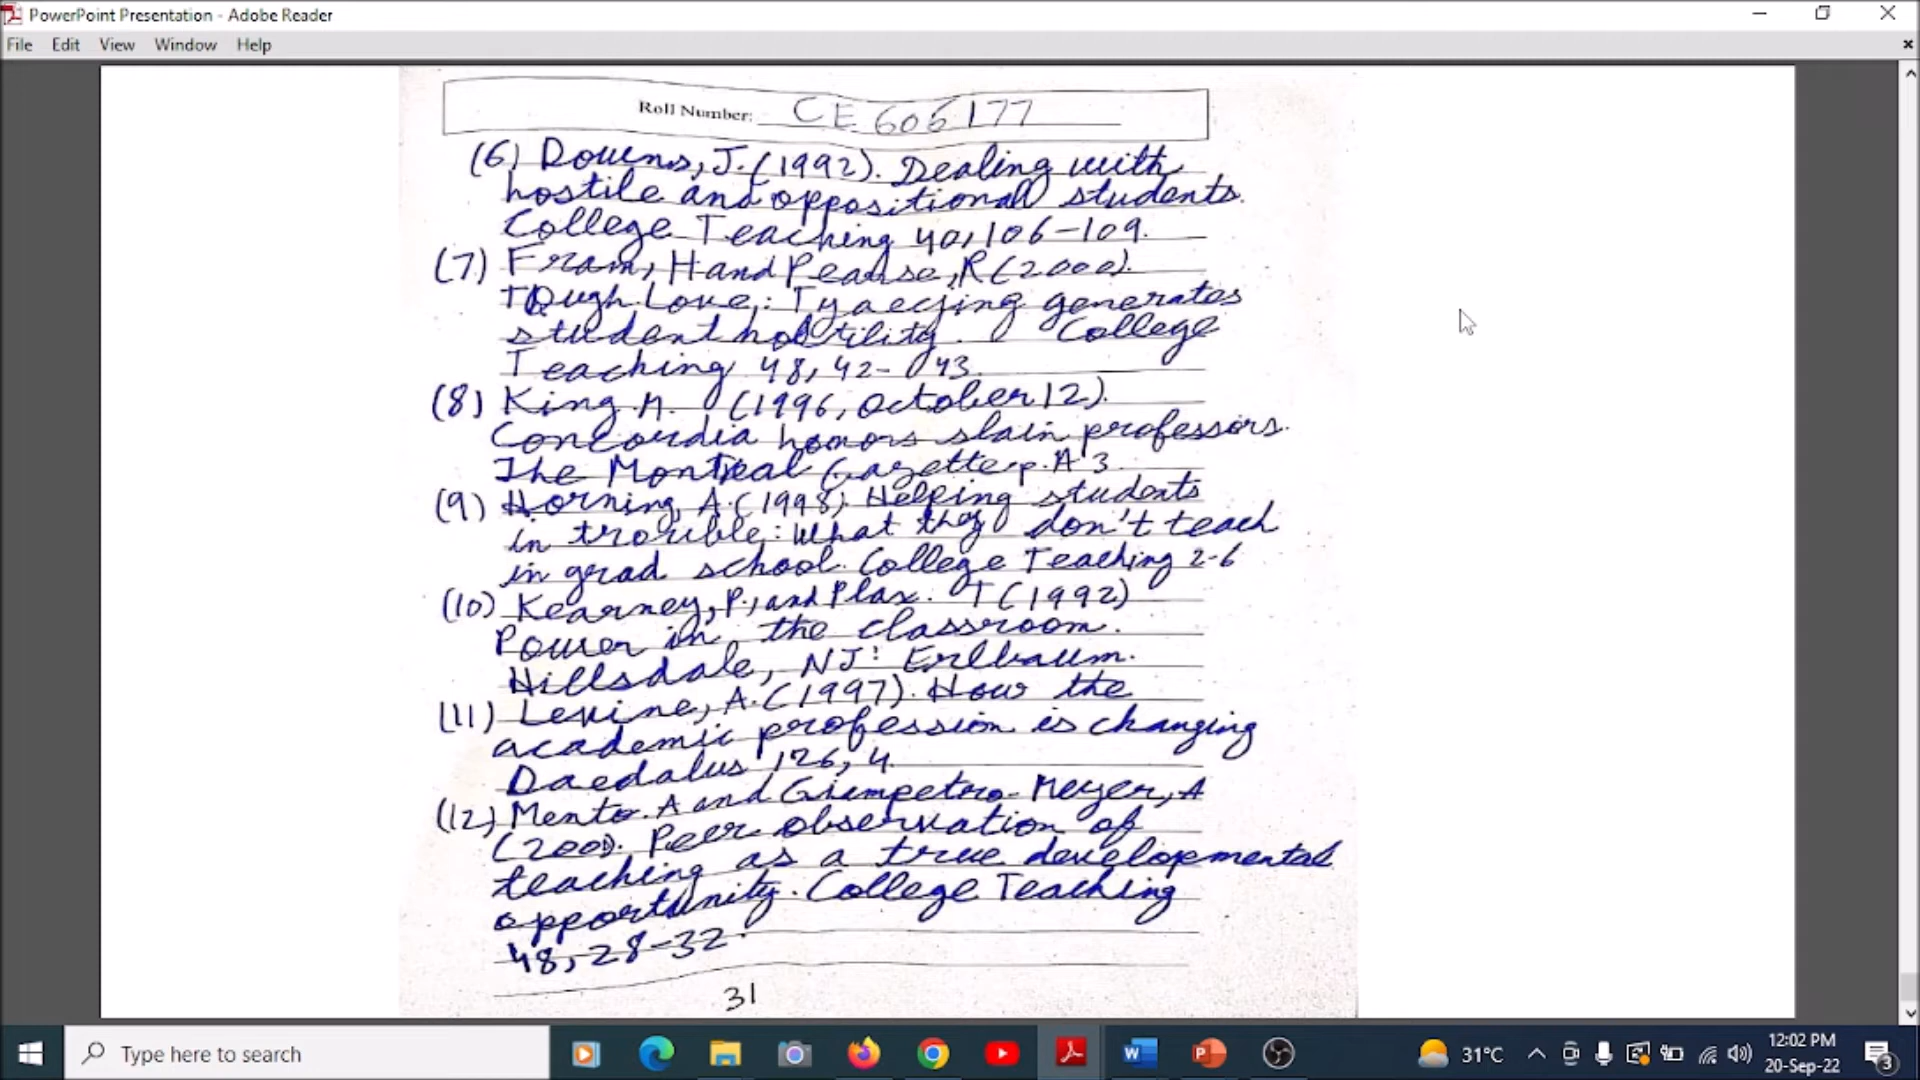 PowerPoint Presentation - Adobe Reader
File Edit View Window Help
Roll Number: CE 606177
(6) Downs, J. (1992). Dealing with
hostile and oppositional students.
College Teaching 40, 106-109.
(7) Fram, H and Pearse, R (2000).
Tough Love: generates
student hostility. College
Teaching 48, 42- 43.
(8) King A. (1996, October 12).
Concordia honors slain professors.
The Montreal Gazette p. A 3
(9) Horning, A. (1998) Helping students
in trouble: What they don't teach
in grad school. College Teaching 2-6
(10) Kearney, P., and Plax. T (1992)
Power in the classroom.
Hillsdale, NJ: Erlbaum.
(11) Levine, A. (1997). How the
academic profession is changing
Daedalus 126, 4
(12) Mento. A and Giampetro- Meyer, A
(2000). Peer observation of
teaching as a true developmental
opportunity. College Teaching
48, 28-32.
31
Type here to search
31°C
12:02 PM
20-Sep-22
3